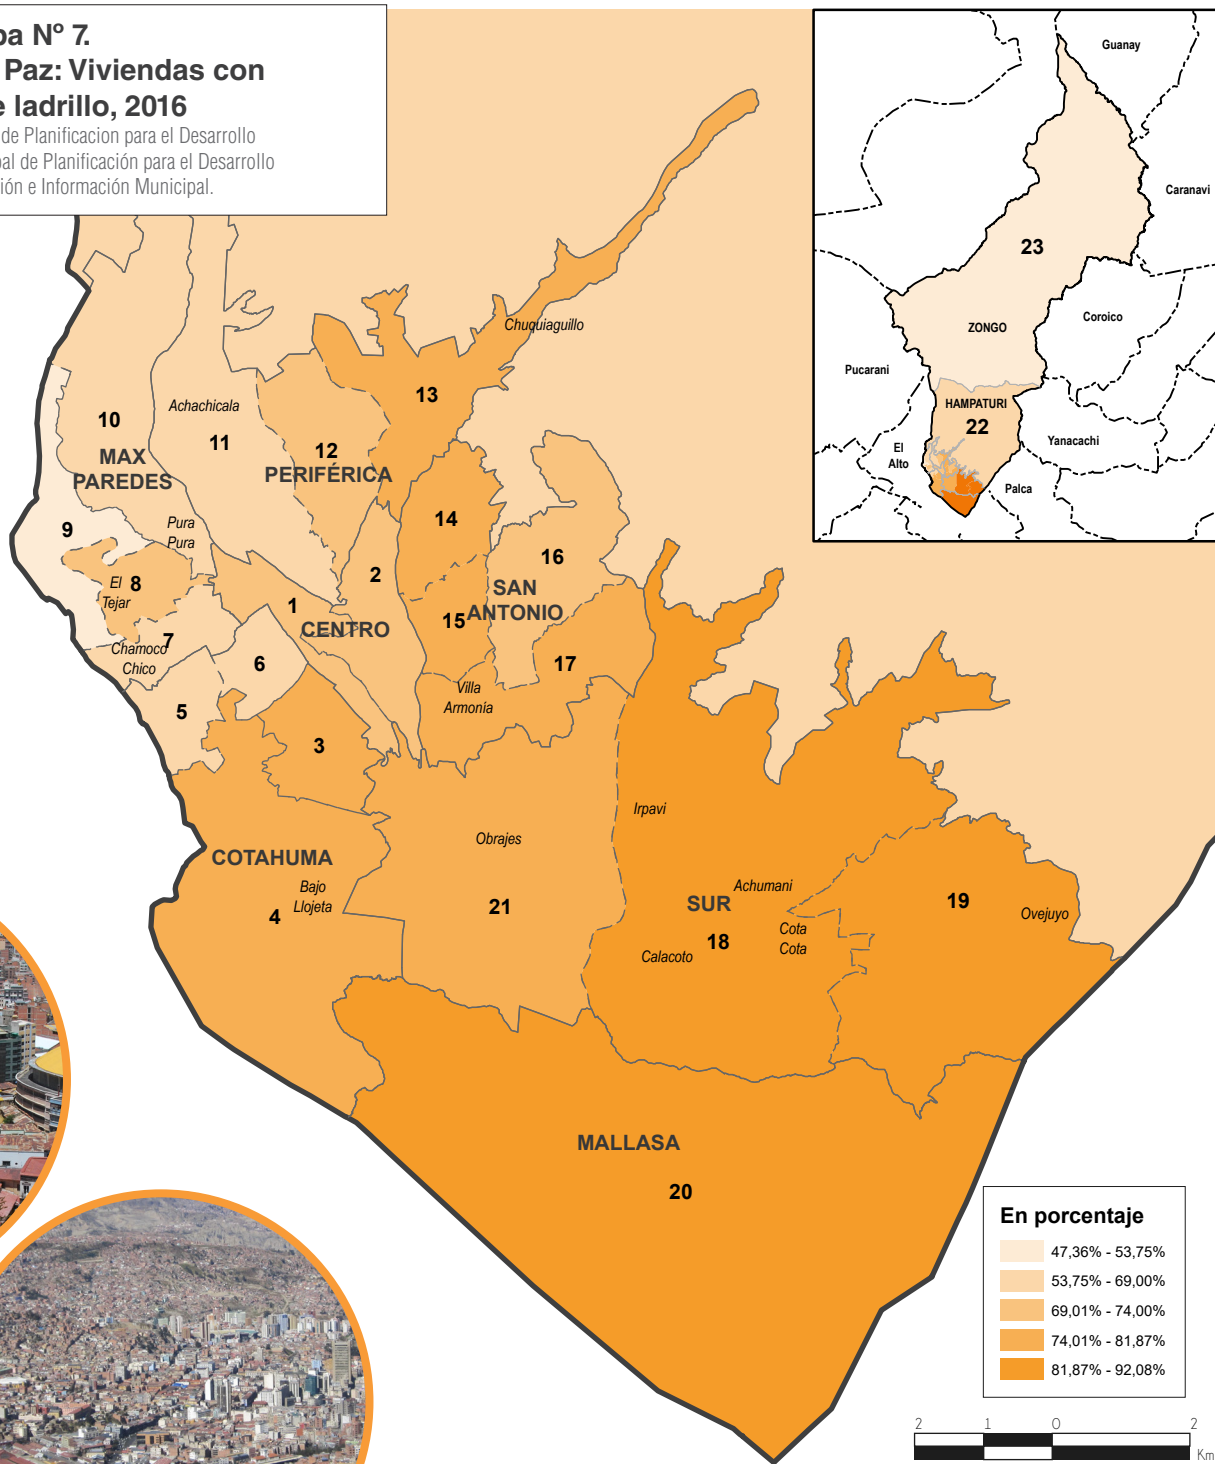 pa Nº 7.
Paz: Viviendas con
e ladrillo, 2016
de Planificacion para el Desarrollo
pal de Planificación para el Desarrollo
ión e Información Municipal.
Guanay
Caranavi
23
ZONGO
Coroico
Pucarani
HAMPATURI
22
Yanacachi
El
Alto
Palca
Chuquiaguillo
13
Achachicala
10
11
12
MAX
PAREDES
PERIFÉRICA
9
Pura
Pura
14
16
El
Tejar
8
2
SAN
ANTONIO
1
CENTRO
15
7
Chamoco
Chico
6
17
5
Villa
Armonía
3
Irpavi
Obrajes
COTAHUMA
Bajo
Llojeta
4
21
Achumani
SUR
18
Calacoto
Cota
Cota
19
Ovejuyo
MALLASA
20
En porcentaje
47,36% - 53,75%
53,75% - 69,00%
69,01% - 74,00%
74,01% - 81,87%
81,87% - 92,08%
2 1 0 2
Km